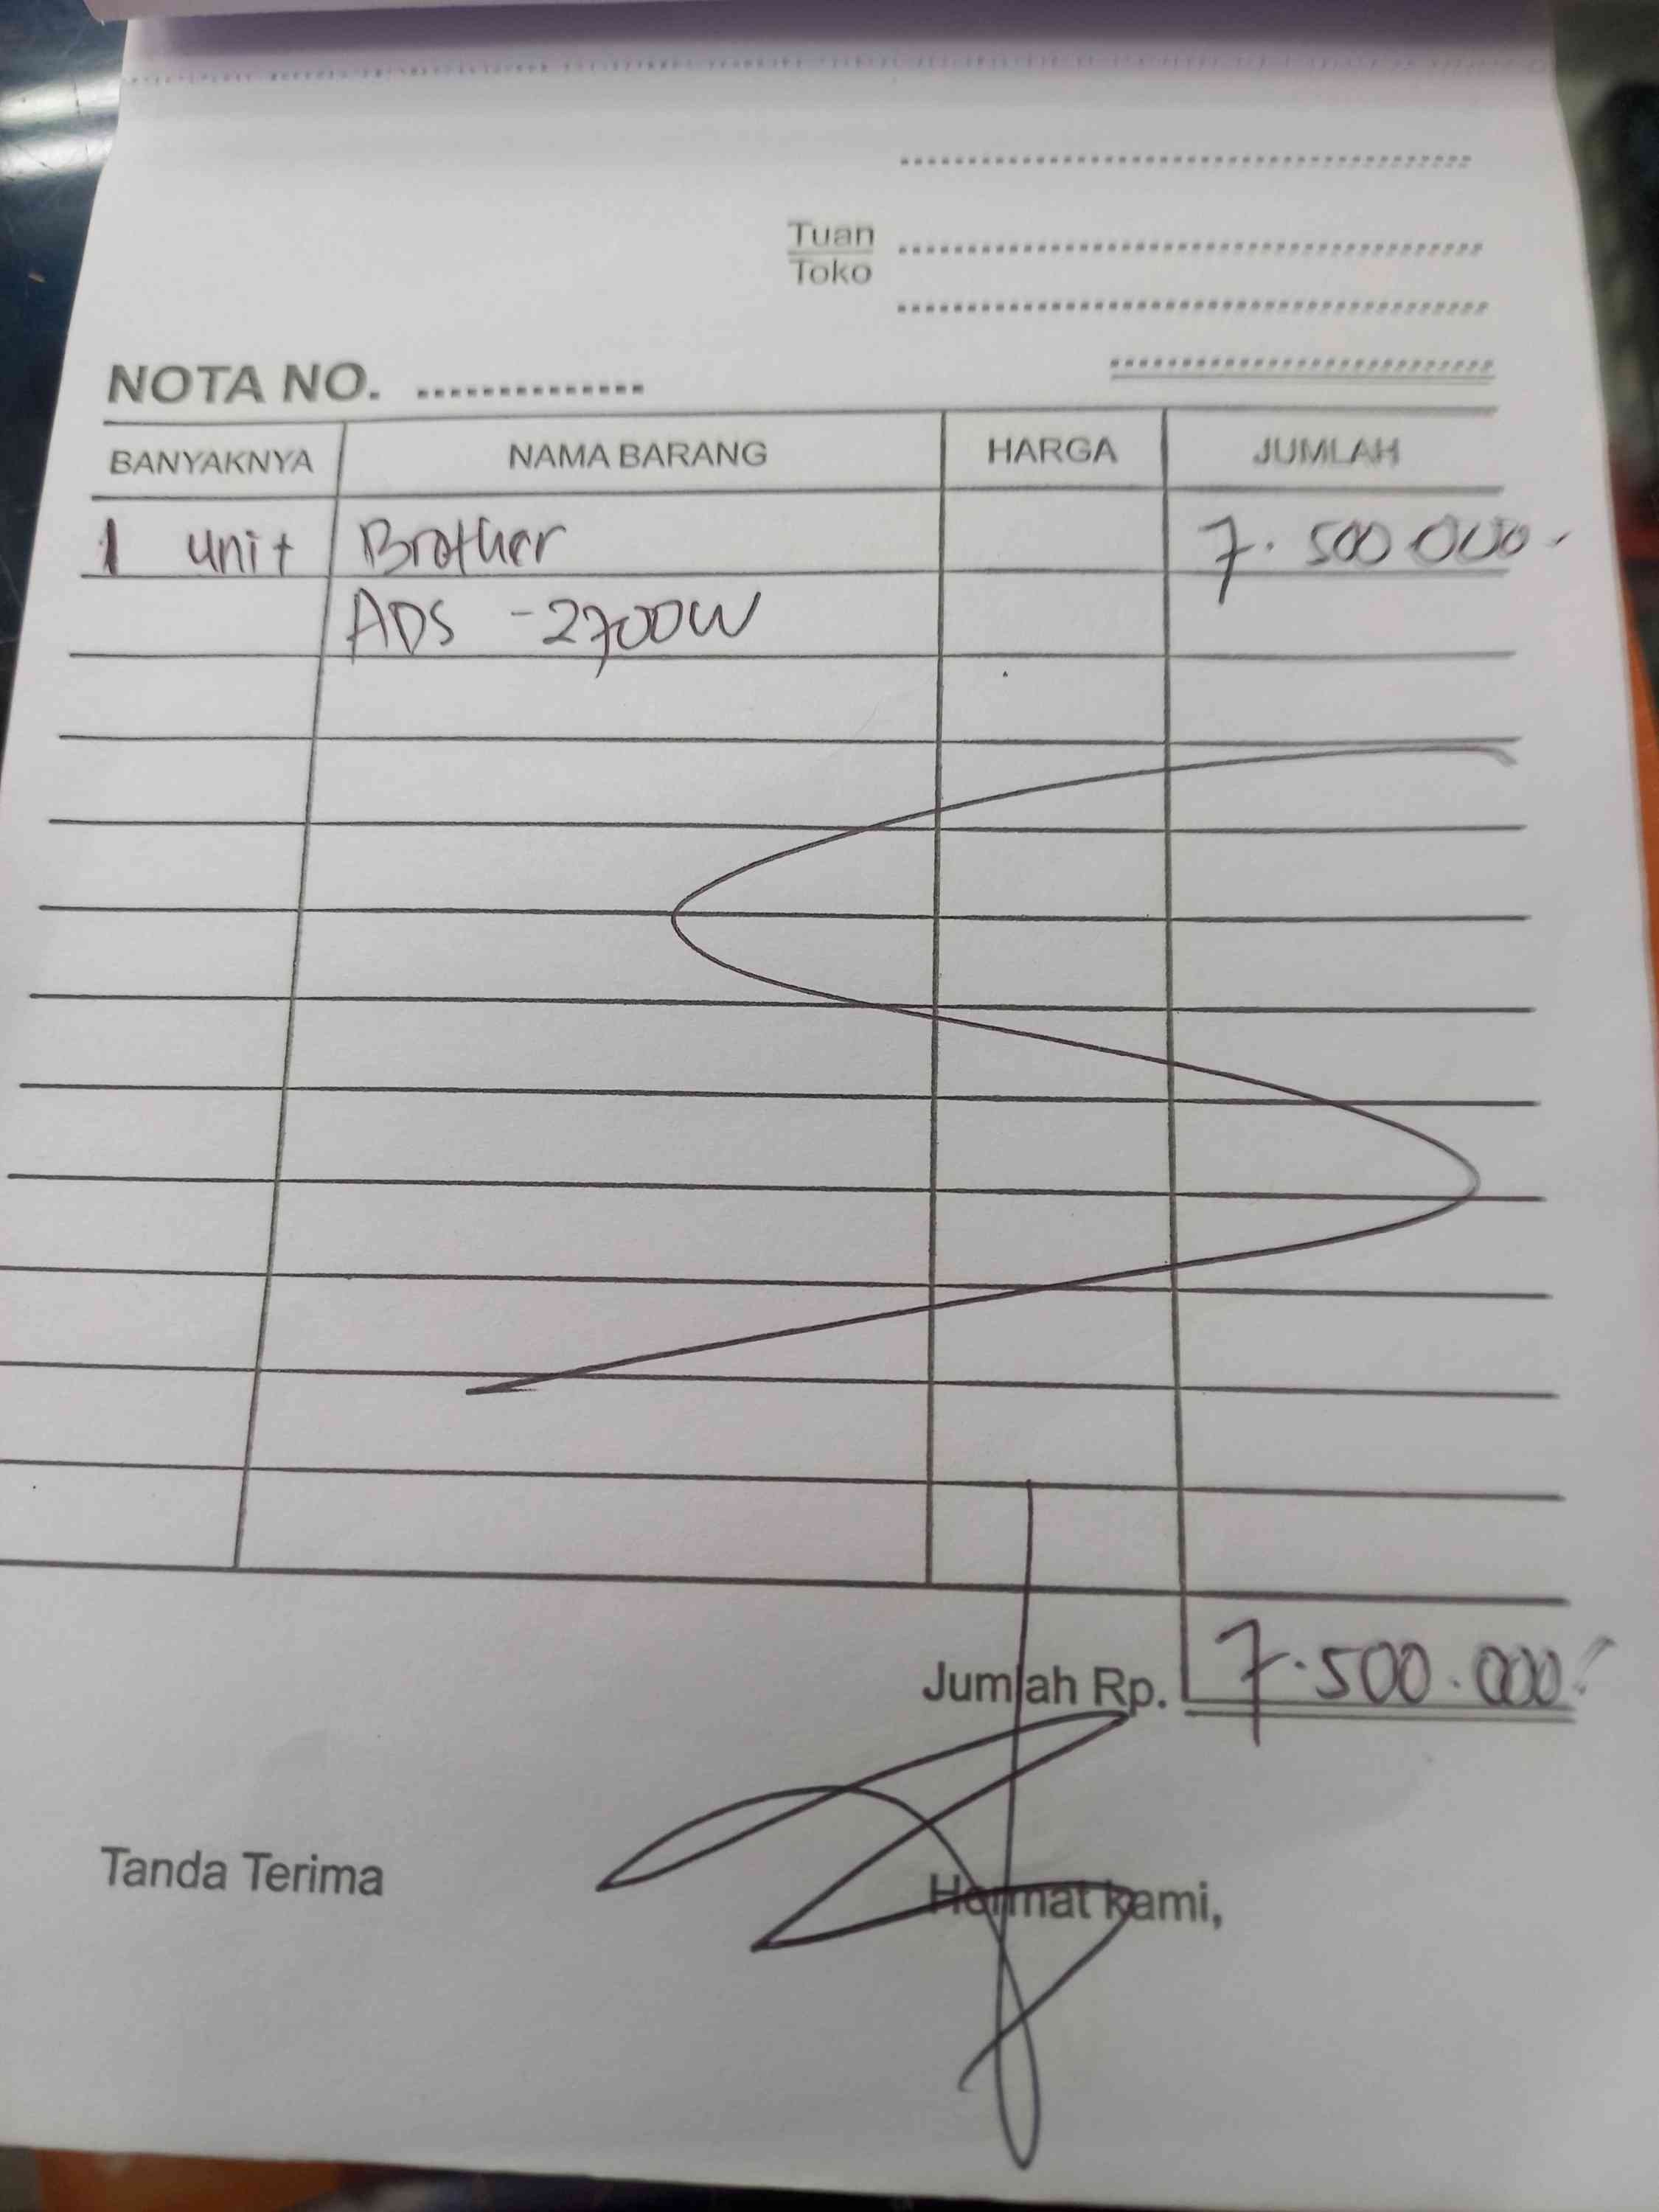 Tuan
Toko
NOTA NO. ..............
BANYAKNYA NAMA BARANG HARGA JUMLAH
1 unit Brother 7.500.000.-
ADS -2700W
Jumlah Rp. 7.500.000.-
Tanda Terima Hormat kami,